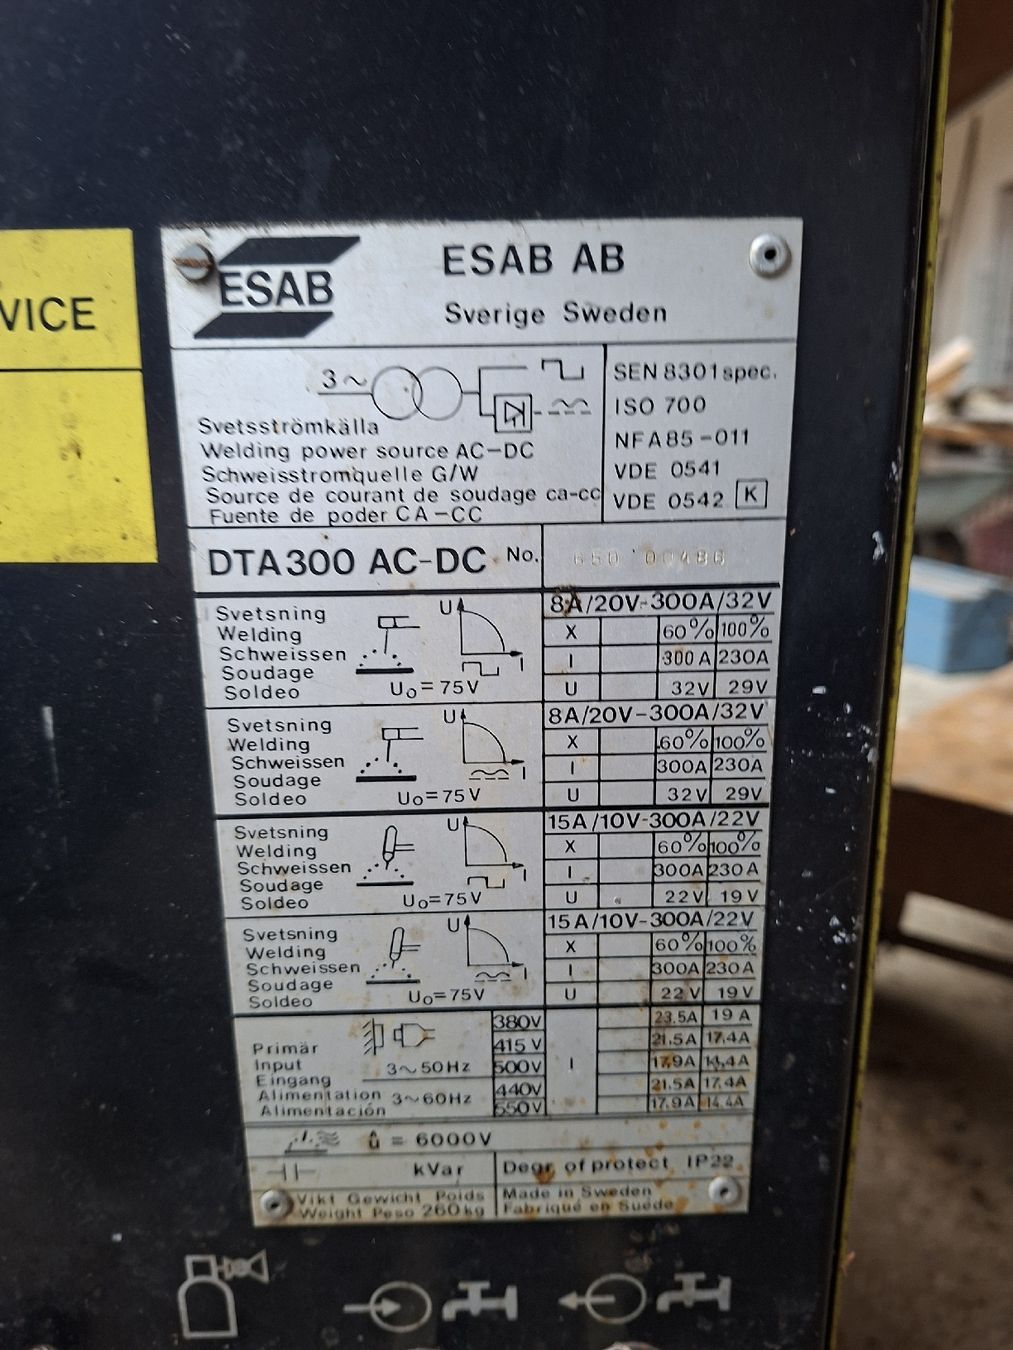 VICE
ESAB
ESAB AB
Sverige Sweden
3~
SEN 8301 spec.
ISO 700
NFA85-011
VDE 0541
VDE 0542 K
Svetsströmkälla
Welding power source AC-DC
Schweisstromquelle G/W
Source de courant de soudage ca-cc
Fuente de poder CA-CC
DTA300 AC-DC No. 650 00486
Svetsning
Welding
Schweissen
Soudage
Soldeo
U
I
U₀=75V
8A/20V-300A/32V
X 60% 100%
I 300A 230A
U 32V 29V
Svetsning
Welding
Schweissen
Soudage
Soldeo
U
I
U₀=75V
8A/20V-300A/32V
X 60% 100%
I 300A 230A
U 32V 29V
Svetsning
Welding
Schweissen
Soudage
Soldeo
U
I
U₀=75V
15A/10V-300A/22V
X 60% 100%
I 300A 230A
U 22V 19V
Svetsning
Welding
Schweissen
Soudage
Soldeo
U
I
U₀=75V
15A/10V-300A/22V
X 60% 100%
I 300A 230A
U 22V 19V
Primär
Input
Eingang
Alimentation
Alimentación
3~50Hz
3~60Hz
I
380V 23.5A 19A
415V 21.5A 17,4A
500V 17,9A 14,4A
440V 21.5A 17,4A
550V 17.9A 14.4A
û = 6000V
kVar
Degr. of protect IP22
Vikt Gewicht Poids
Weight Peso 260kg
Made in Sweden
Fabriqué en Suède